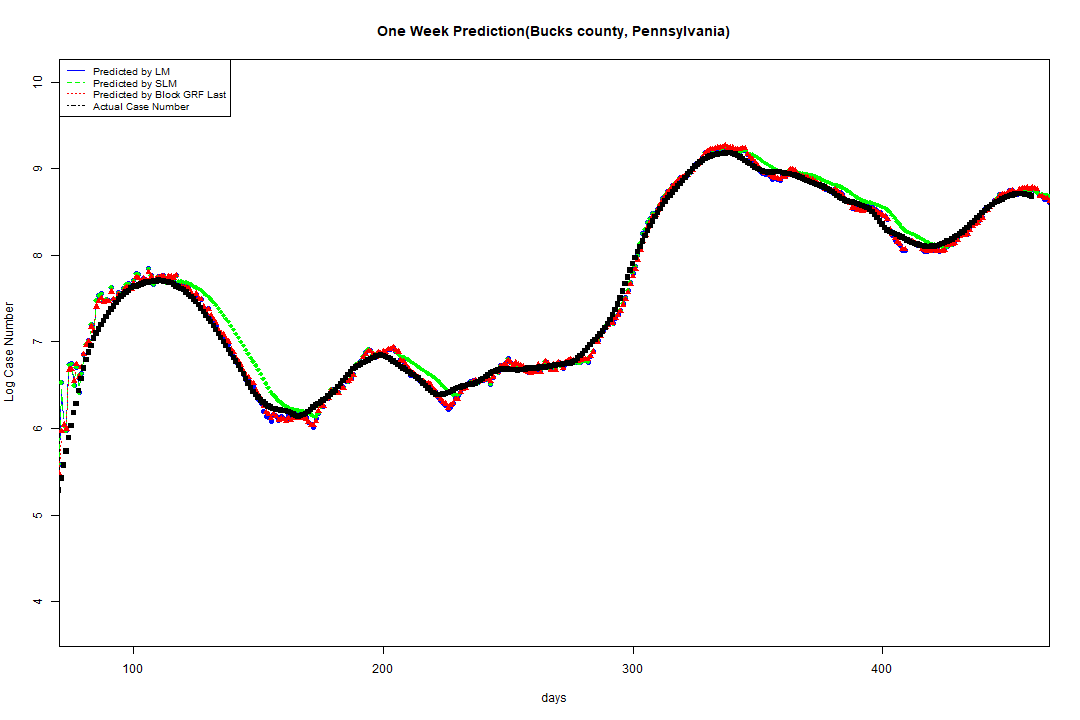 One Week Prediction(Bucks county, Pennsylvania)
Predicted by LM
Predicted by SLM
Predicted by Block GRF Last
Actual Case Number
10
9
8
7
6
5
4
Log Case Number
100 200 300 400
days